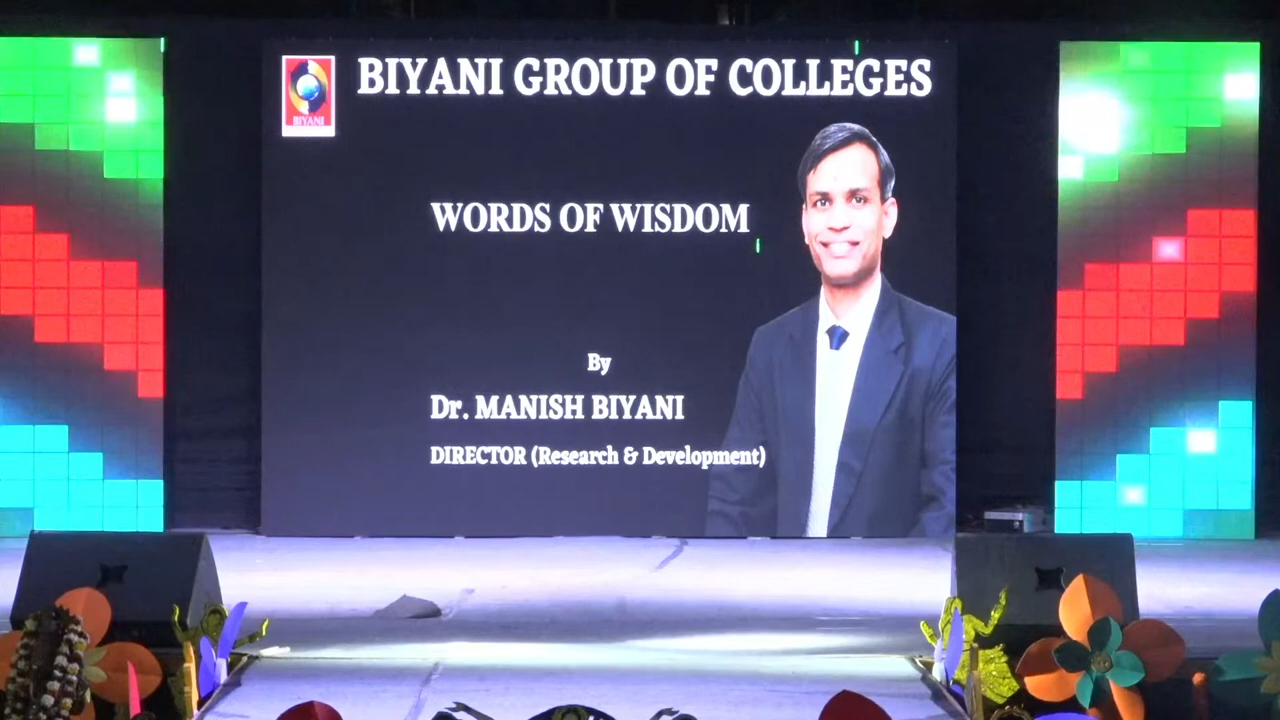 BIYANI GROUP OF COLLEGES
BIYANI
WORDS OF WISDOM
By
Dr. MANISH BIYANI
DIRECTOR (Research & Development)